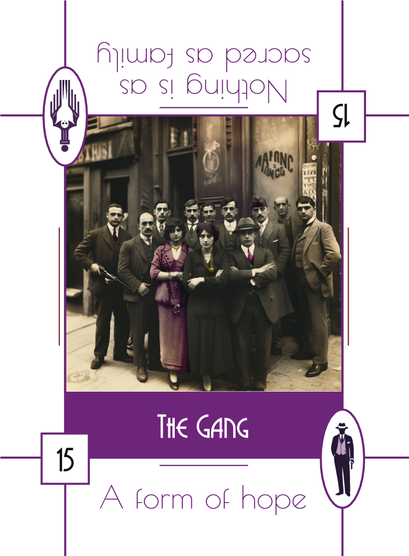 Nothing is as
sacred as family
15
The Gang
15
A form of hope